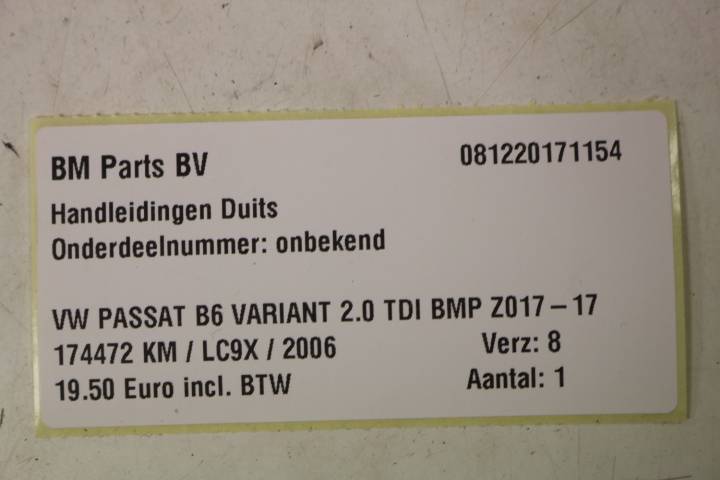 BM Parts BV 081220171154
Handleidingen Duits
Onderdeelnummer: onbekend
VW PASSAT B6 VARIANT 2.0 TDI BMP Z017-17
174472 KM / LC9X / 2006 Verz: 8
19.50 Euro incl. BTW Aantal: 1